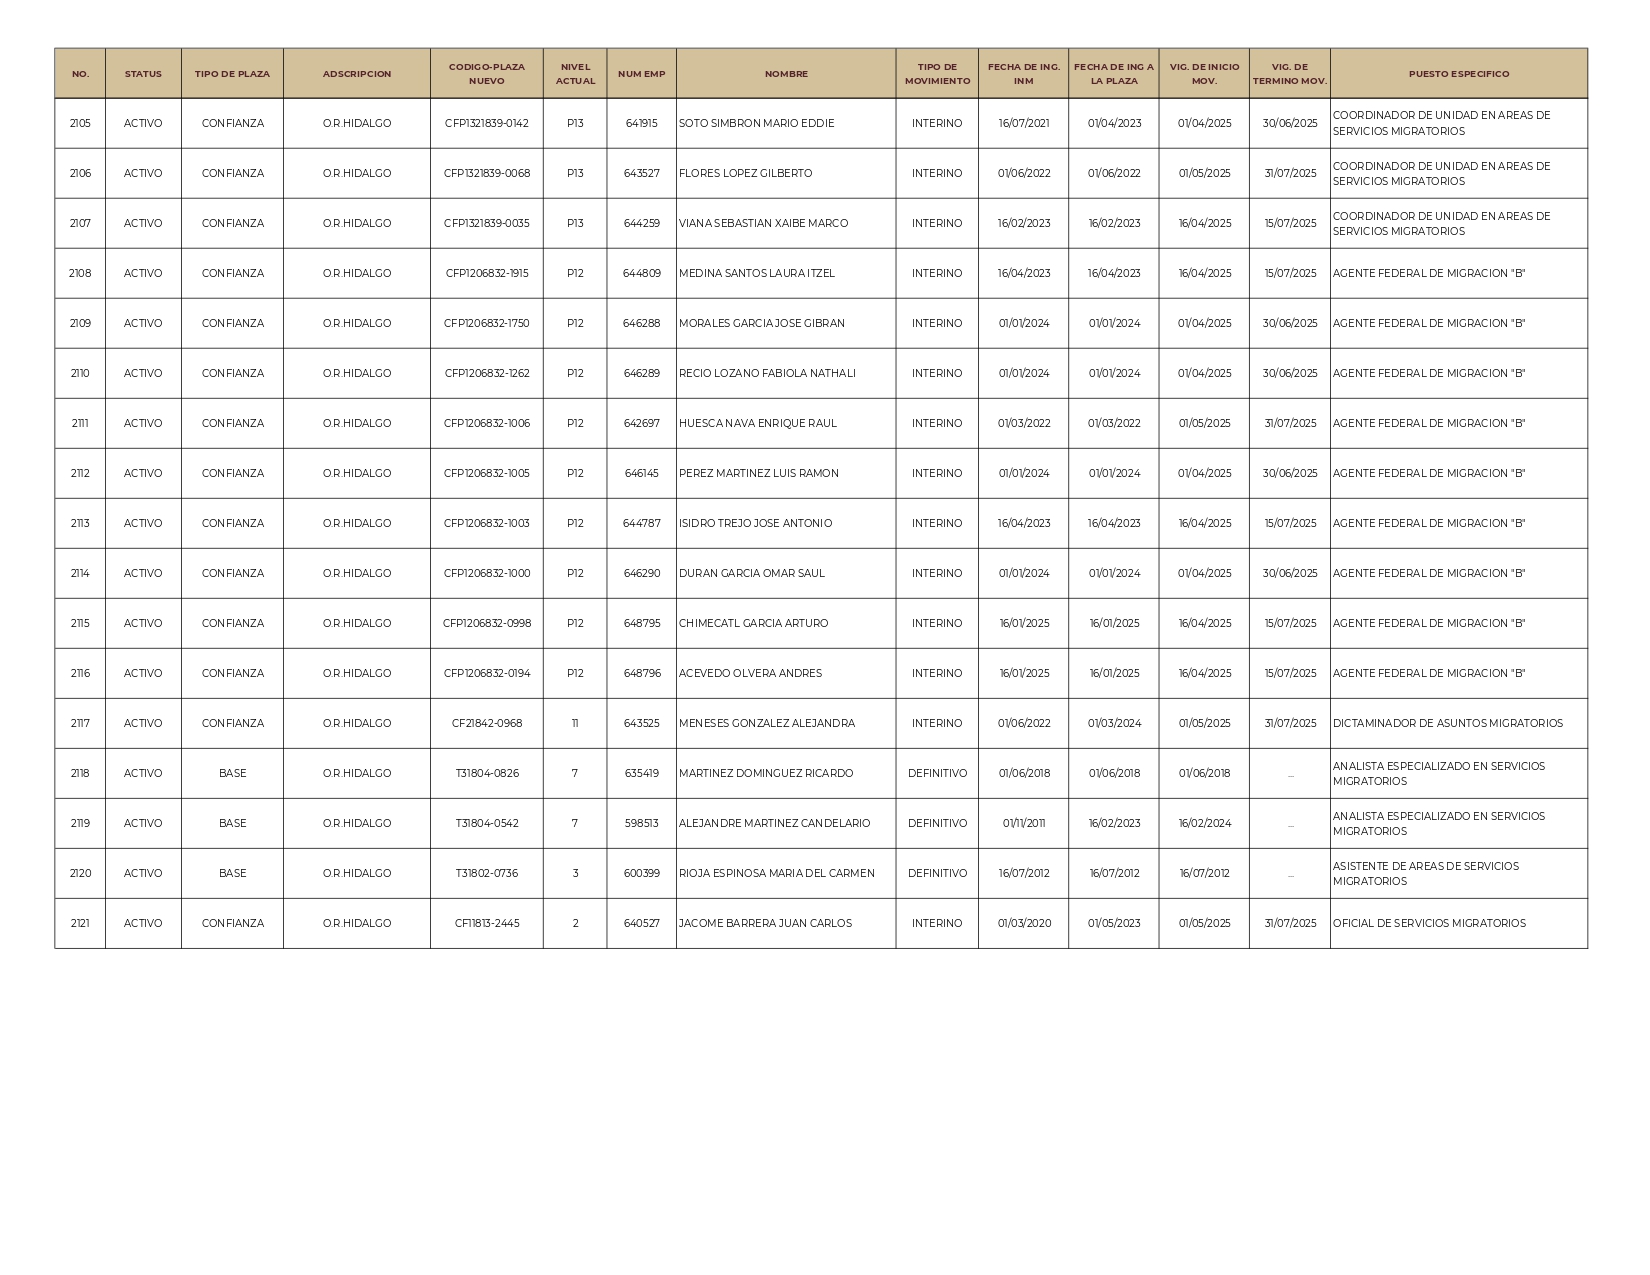 NO. STATUS TIPO DE PLAZA ADSCRIPCION CODIGO-PLAZA NUEVO NIVEL ACTUAL NUM EMP NOMBRE TIPO DE MOVIMIENTO FECHA DE ING. INM FECHA DE ING A LA PLAZA VIG. DE INICIO MOV. VIG. DE TERMINO MOV. PUESTO ESPECIFICO
2105 ACTIVO CONFIANZA O.R.HIDALGO CFP1321839-0142 P13 641915 SOTO SIMBRON MARIO EDDIE INTERINO 16/07/2021 01/04/2023 01/04/2025 30/06/2025 COORDINADOR DE UNIDAD EN AREAS DE SERVICIOS MIGRATORIOS
2106 ACTIVO CONFIANZA O.R.HIDALGO CFP1321839-0068 P13 643527 FLORES LOPEZ GILBERTO INTERINO 01/06/2022 01/06/2022 01/05/2025 31/07/2025 COORDINADOR DE UNIDAD EN AREAS DE SERVICIOS MIGRATORIOS
2107 ACTIVO CONFIANZA O.R.HIDALGO CFP1321839-0035 P13 644259 VIANA SEBASTIAN XAIBE MARCO INTERINO 16/02/2023 16/02/2023 16/04/2025 15/07/2025 COORDINADOR DE UNIDAD EN AREAS DE SERVICIOS MIGRATORIOS
2108 ACTIVO CONFIANZA O.R.HIDALGO CFP1206832-1915 P12 644809 MEDINA SANTOS LAURA ITZEL INTERINO 16/04/2023 16/04/2023 16/04/2025 15/07/2025 AGENTE FEDERAL DE MIGRACION "B"
2109 ACTIVO CONFIANZA O.R.HIDALGO CFP1206832-1750 P12 646288 MORALES GARCIA JOSE GIBRAN INTERINO 01/01/2024 01/01/2024 01/04/2025 30/06/2025 AGENTE FEDERAL DE MIGRACION "B"
2110 ACTIVO CONFIANZA O.R.HIDALGO CFP1206832-1262 P12 646289 RECIO LOZANO FABIOLA NATHALI INTERINO 01/01/2024 01/01/2024 01/04/2025 30/06/2025 AGENTE FEDERAL DE MIGRACION "B"
2111 ACTIVO CONFIANZA O.R.HIDALGO CFP1206832-1006 P12 642697 HUESCA NAVA ENRIQUE RAUL INTERINO 01/03/2022 01/03/2022 01/05/2025 31/07/2025 AGENTE FEDERAL DE MIGRACION "B"
2112 ACTIVO CONFIANZA O.R.HIDALGO CFP1206832-1005 P12 646145 PEREZ MARTINEZ LUIS RAMON INTERINO 01/01/2024 01/01/2024 01/04/2025 30/06/2025 AGENTE FEDERAL DE MIGRACION "B"
2113 ACTIVO CONFIANZA O.R.HIDALGO CFP1206832-1003 P12 644787 ISIDRO TREJO JOSE ANTONIO INTERINO 16/04/2023 16/04/2023 16/04/2025 15/07/2025 AGENTE FEDERAL DE MIGRACION "B"
2114 ACTIVO CONFIANZA O.R.HIDALGO CFP1206832-1000 P12 646290 DURAN GARCIA OMAR SAUL INTERINO 01/01/2024 01/01/2024 01/04/2025 30/06/2025 AGENTE FEDERAL DE MIGRACION "B"
2115 ACTIVO CONFIANZA O.R.HIDALGO CFP1206832-0998 P12 648795 CHIMECATL GARCIA ARTURO INTERINO 16/01/2025 16/01/2025 16/04/2025 15/07/2025 AGENTE FEDERAL DE MIGRACION "B"
2116 ACTIVO CONFIANZA O.R.HIDALGO CFP1206832-0194 P12 648796 ACEVEDO OLVERA ANDRES INTERINO 16/01/2025 16/01/2025 16/04/2025 15/07/2025 AGENTE FEDERAL DE MIGRACION "B"
2117 ACTIVO CONFIANZA O.R.HIDALGO CF21842-0968 11 643525 MENESES GONZALEZ ALEJANDRA INTERINO 01/06/2022 01/03/2024 01/05/2025 31/07/2025 DICTAMINADOR DE ASUNTOS MIGRATORIOS
2118 ACTIVO BASE O.R.HIDALGO T31804-0826 7 635419 MARTINEZ DOMINGUEZ RICARDO DEFINITIVO 01/06/2018 01/06/2018 01/06/2018 ... ANALISTA ESPECIALIZADO EN SERVICIOS MIGRATORIOS
2119 ACTIVO BASE O.R.HIDALGO T31804-0542 7 598513 ALEJANDRE MARTINEZ CANDELARIO DEFINITIVO 01/11/2011 16/02/2023 16/02/2024 ... ANALISTA ESPECIALIZADO EN SERVICIOS MIGRATORIOS
2120 ACTIVO BASE O.R.HIDALGO T31802-0736 3 600399 RIOJA ESPINOSA MARIA DEL CARMEN DEFINITIVO 16/07/2012 16/07/2012 16/07/2012 ... ASISTENTE DE AREAS DE SERVICIOS MIGRATORIOS
2121 ACTIVO CONFIANZA O.R.HIDALGO CF11813-2445 2 640527 JACOME BARRERA JUAN CARLOS INTERINO 01/03/2020 01/05/2023 01/05/2025 31/07/2025 OFICIAL DE SERVICIOS MIGRATORIOS